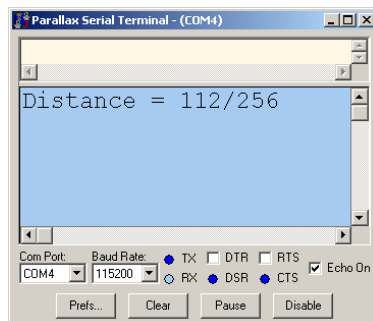 Parallax Serial Terminal - (COM4)
Distance = 112/256
Com Port: Baud Rate: TX DTR RTS
COM4 115200 RX DSR CTS Echo On
Prefs... Clear Pause Disable